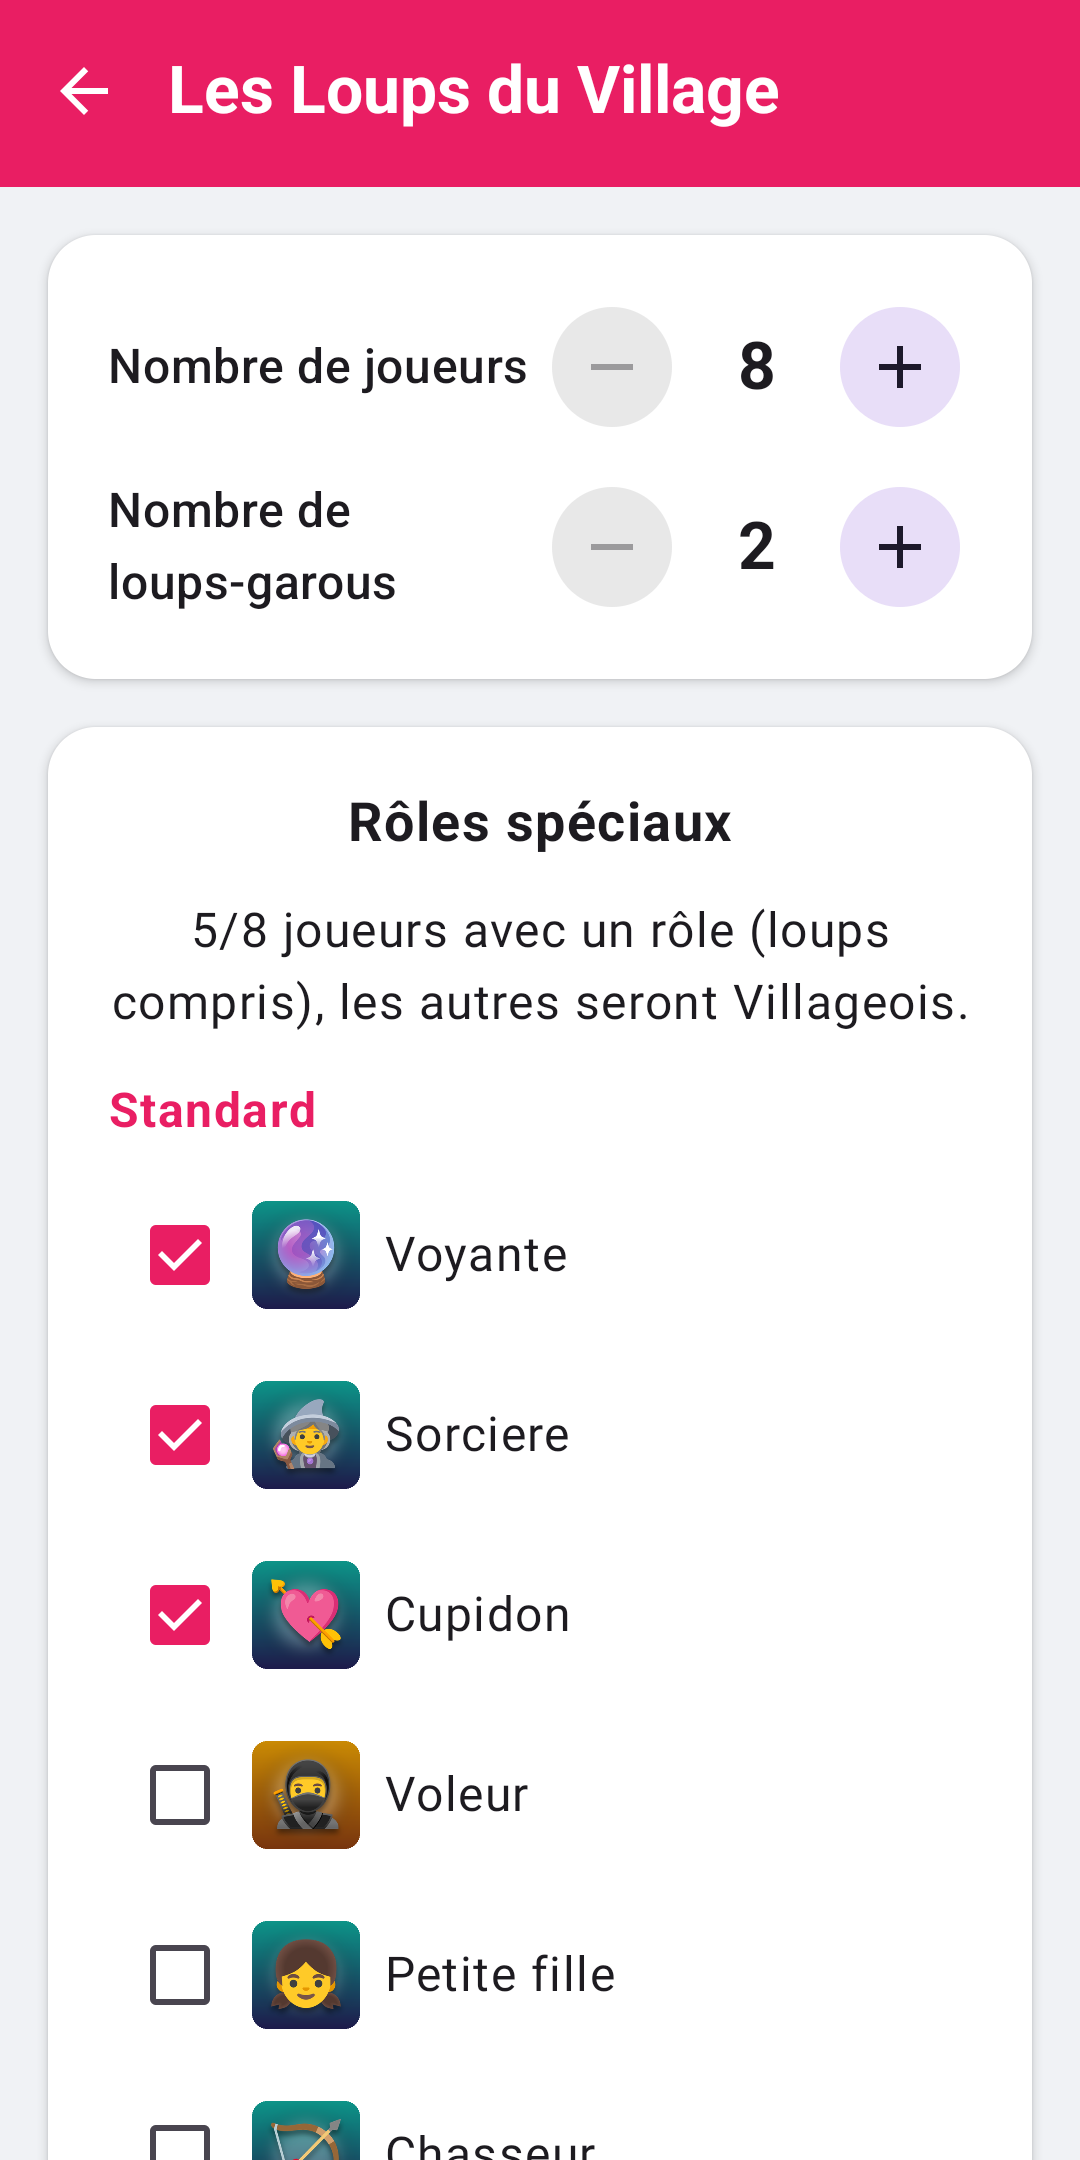 Les Loups du Village
Nombre de joueurs
8
Nombre de
loups-garous
2
Rôles spéciaux
5/8 joueurs avec un rôle (loups
compris), les autres seront Villageois.
Standard
Voyante
Sorciere
Cupidon
Voleur
Petite fille
Chasseur